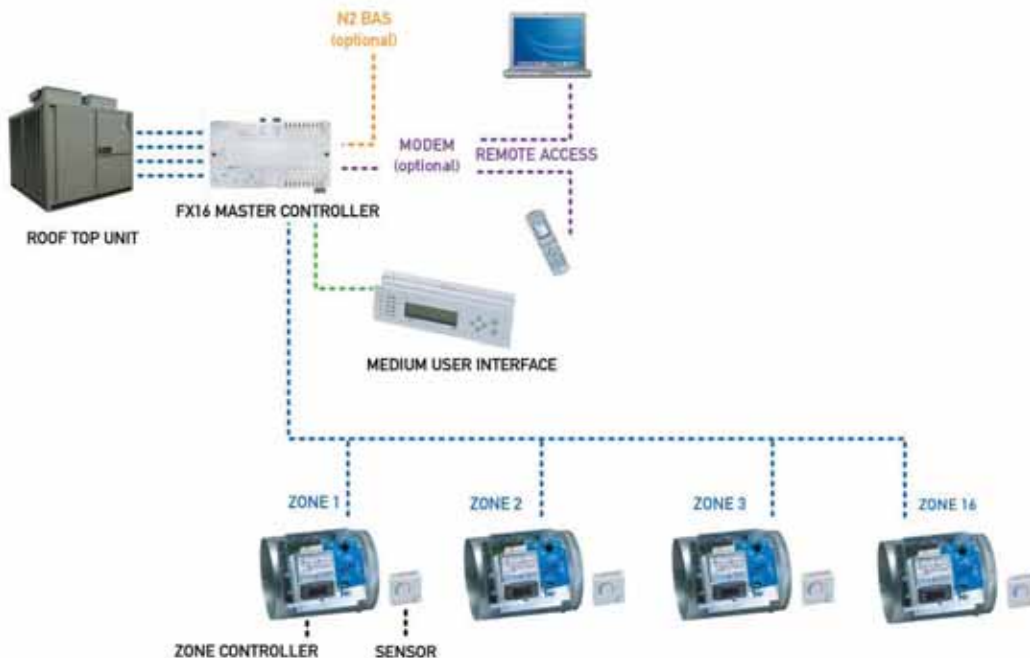 N2 BAS
(optional)
MODEM
(optional)
REMOTE ACCESS
FX16 MASTER CONTROLLER
ROOF TOP UNIT
MEDIUM USER INTERFACE
ZONE 1
ZONE 2
ZONE 3
ZONE 16
ZONE CONTROLLER
SENSOR